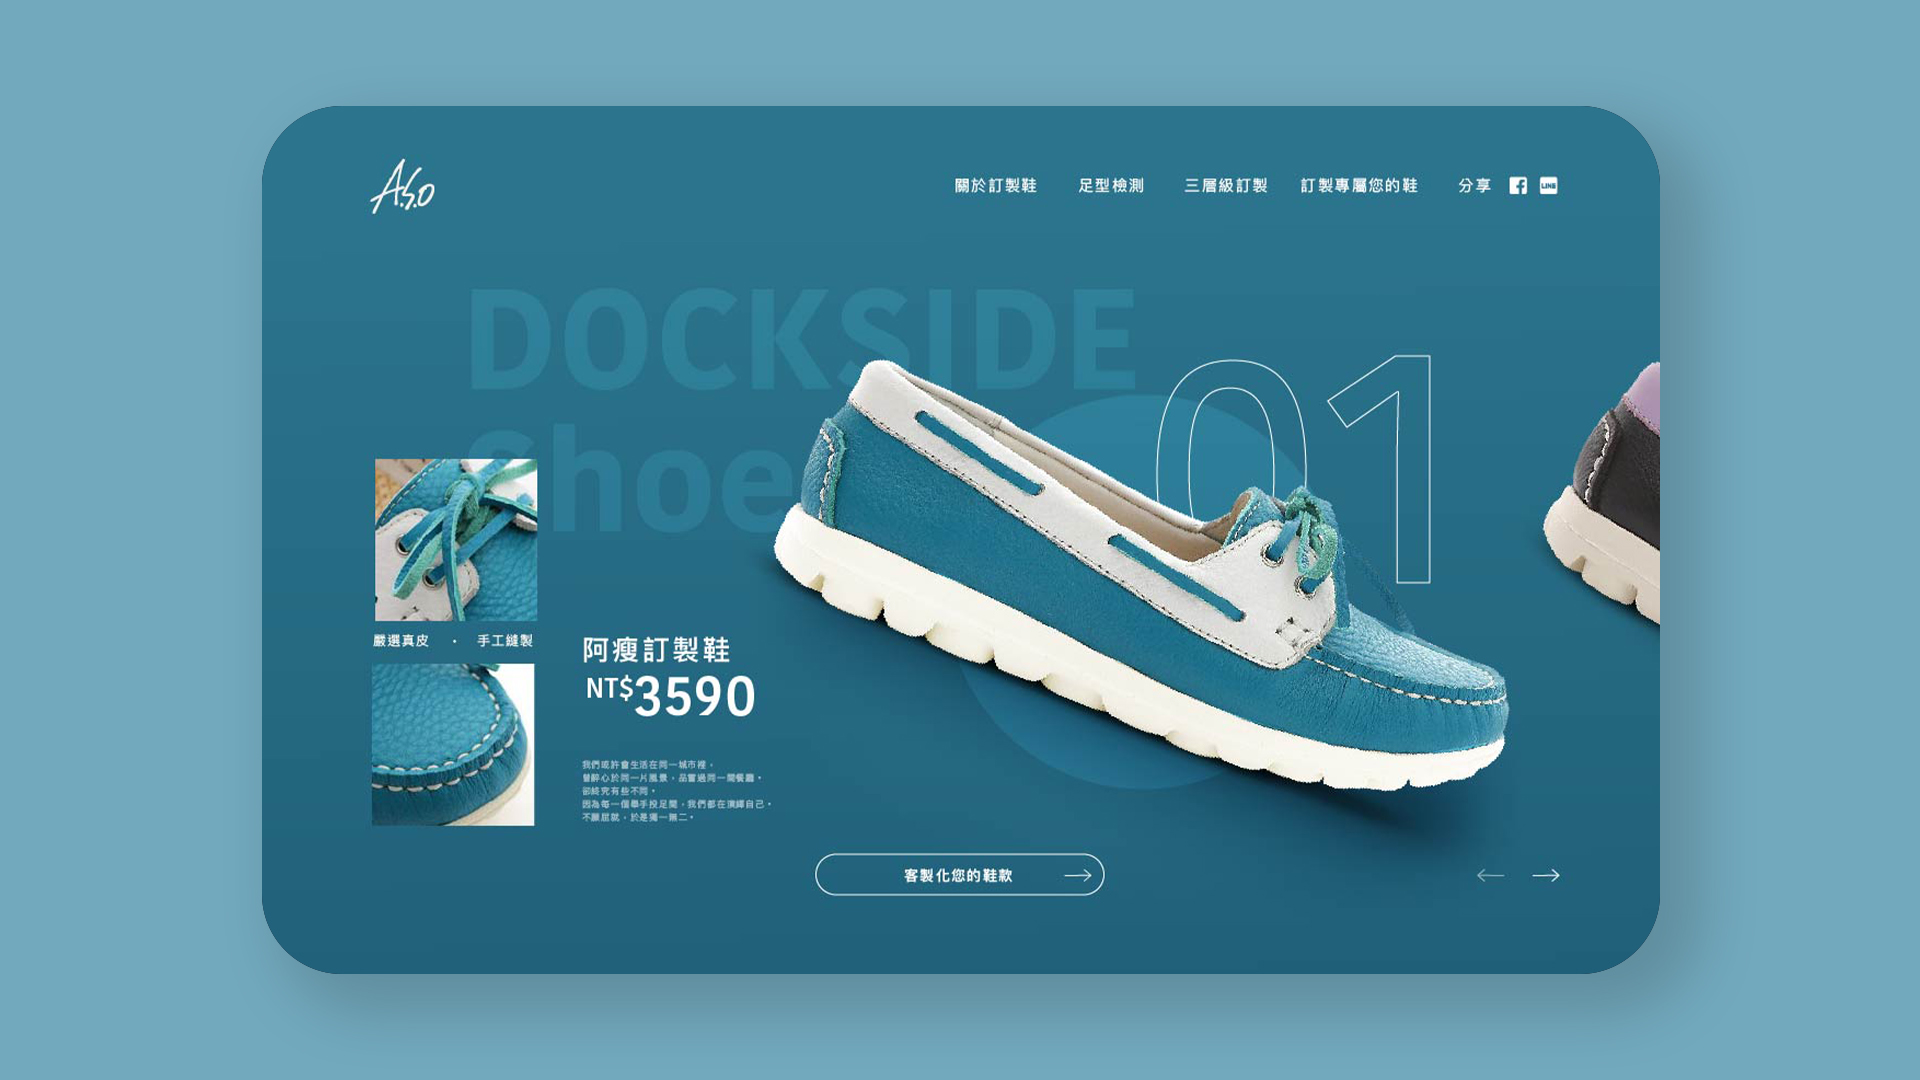 A.S.O
關於訂製鞋 足型檢測 三層級訂製 訂製專屬您的鞋 分享
LINE
DOCKSIDE
Shoe
01
嚴選真皮 · 手工縫製
阿瘦訂製鞋
NT$3590
我們或許會生活在同一城市裡，
曾醉心於同一片風景，品嘗過同一間餐廳。
卻終究有些不同。
因為每一個舉手投足間，我們都在演繹自己。
不願屈就，於是獨一無二。
客製化您的鞋款